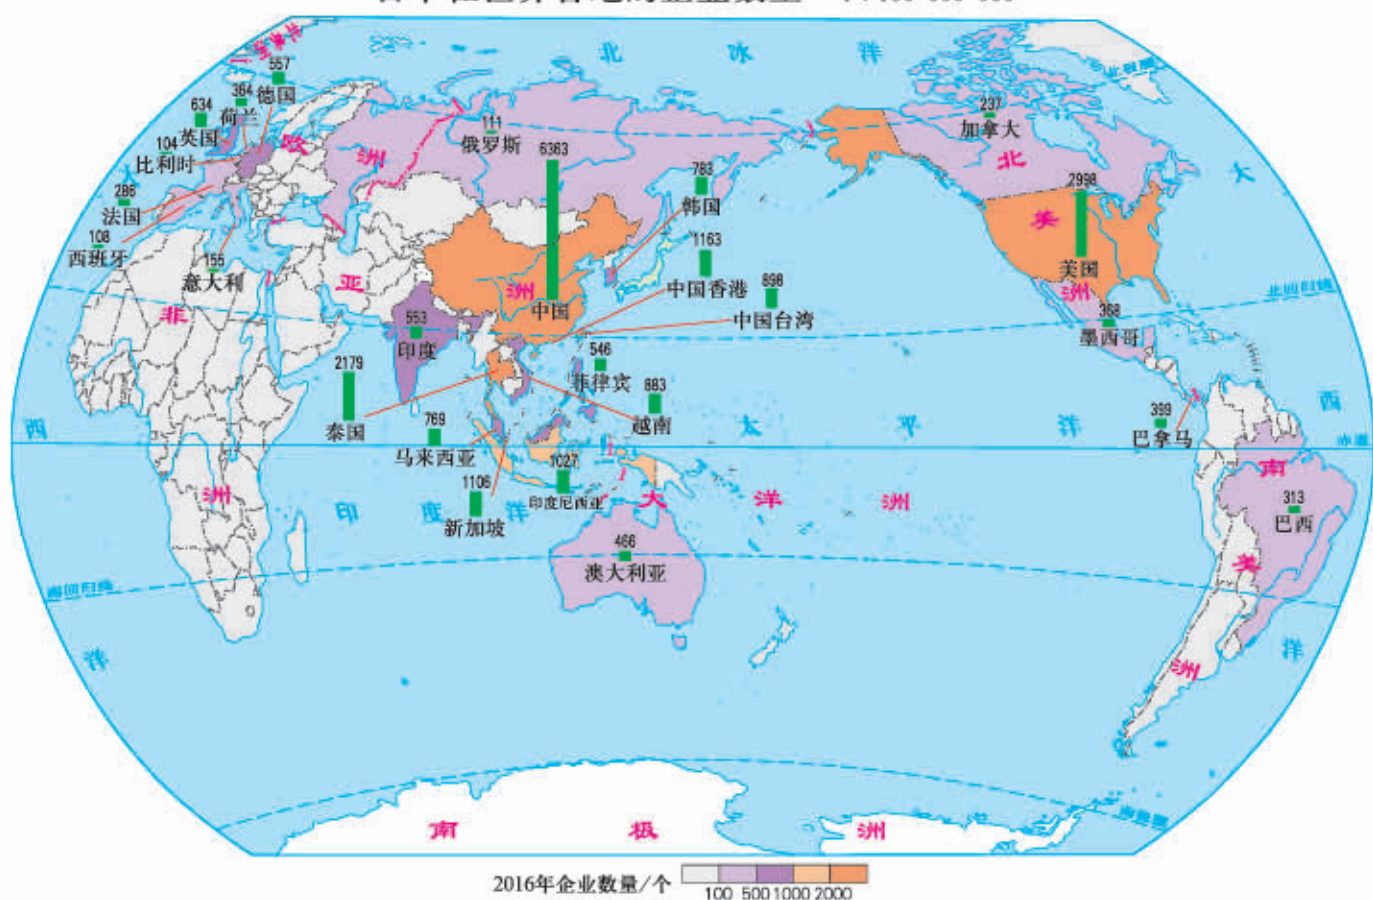 北 冰 洋
557
德国
364
荷兰
634
英国
104
比利时
286
法国
108
西班牙
155
意大利
欧 洲
111
俄罗斯
6363
中国
783
韩国
1163
中国香港
898
中国台湾
237
加拿大
北 美 洲
2998
美国
368
墨西哥
大 西 洋
北回归线
亚 洲
非 洲
553
印度
2179
泰国
546
菲律宾
883
越南
769
马来西亚
1106
新加坡
1027
印度尼西亚
太 平 洋
399
巴拿马
赤道
西 洋
印 度 洋
大 洋 洲
466
澳大利亚
南 美 洲
313
巴西
南回归线
南 极 洲
南极圈
2016年企业数量/个
100 500 1000 2000